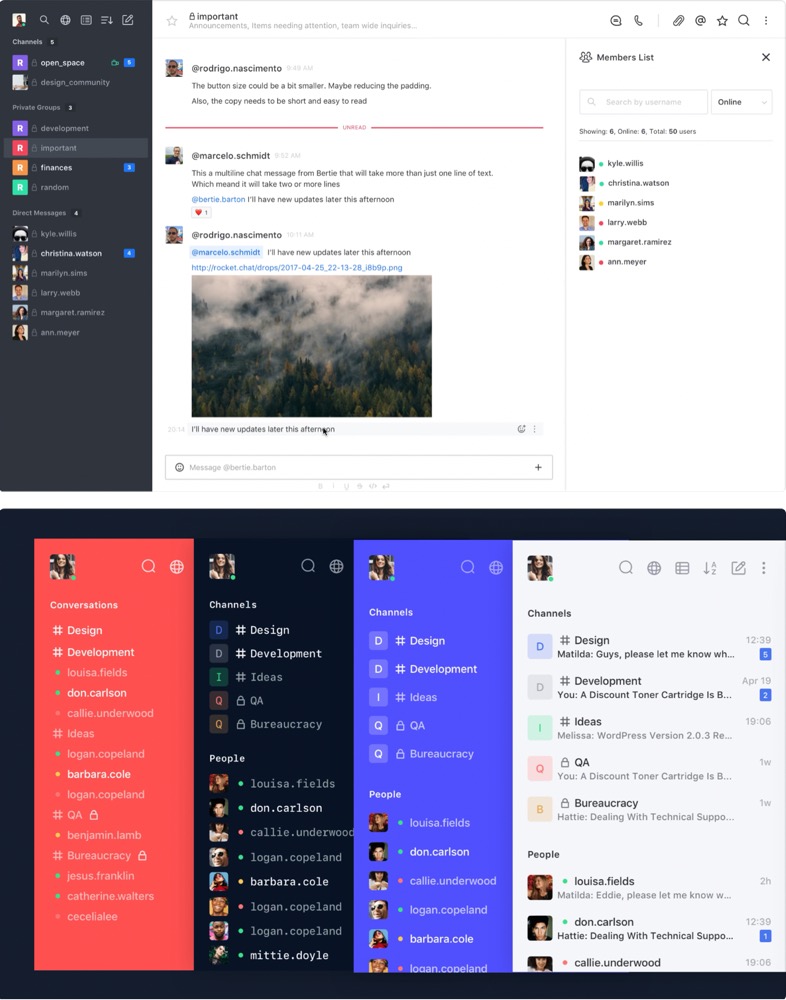 Channels 5
R open_space 5
design_community
Private Groups 3
R development
R important
R finances 3
R random
Direct Messages 4
kyle.willis
christina.watson 4
marilyn.sims
larry.webb
margaret.ramirez
ann.meyer
important
Announcements, Items needing attention, team wide inquiries...
@rodrigo.nascimento 9:49 AM
The button size could be a bit smaller. Maybe reducing the padding.
Also, the copy needs to be short and easy to read
UNREAD
@marcelo.schmidt 9:52 AM
This a multiline chat message from Bertie that will take more than just one line of text.
Which meand it will take two or more lines
@bertie.barton I'll have new updates later this afternoon
1
@rodrigo.nascimento 10:11 AM
@marcelo.schmidt I'll have new updates later this afternoon
http://rocket.chat/drops/2017-04-25_22-13-28_i8b9p.png
20:14 I'll have new updates later this afternoon
Message @bertie.barton
B I U S </>
Members List
Search by username
Online
Showing: 6, Online: 6, Total: 50 users
kyle.willis
christina.watson
marilyn.sims
larry.webb
margaret.ramirez
ann.meyer
Conversations
# Design
# Development
louisa.fields
don.carlson
callie.underwood
# Ideas
logan.copeland
barbara.cole
logan.copeland
# QA
benjamin.lamb
# Bureaucracy
jesus.franklin
catherine.walters
cecelialee
Channels
D # Design
D # Development
I # Ideas
Q QA
Q Bureaucracy
People
louisa.fields
don.carlson
callie.underwood
logan.copeland
barbara.cole
logan.copeland
logan.copeland
mittie.doyle
Channels
D # Design
D # Development
I # Ideas
Q QA
Q Bureaucracy
People
louisa.fields
don.carlson
callie.underwood
logan.copeland
barbara.cole
logan.copeland
Channels
D # Design 12:39
Matilda: Guys, please let me know wh... 5
D # Development Apr 19
You: A Discount Toner Cartridge Is B... 2
I # Ideas 19:06
Melissa: WordPress Version 2.0.3 Re...
Q QA 1w
You: A Discount Toner Cartridge Is B...
B Bureaucracy 1w
Hattie: Dealing With Technical Suppo...
People
louisa.fields 2h
Matilda: Eddie, please let me know w...
don.carlson 12:39
Hattie: Dealing With Technical Suppo... 1
callie.underwood 19:06